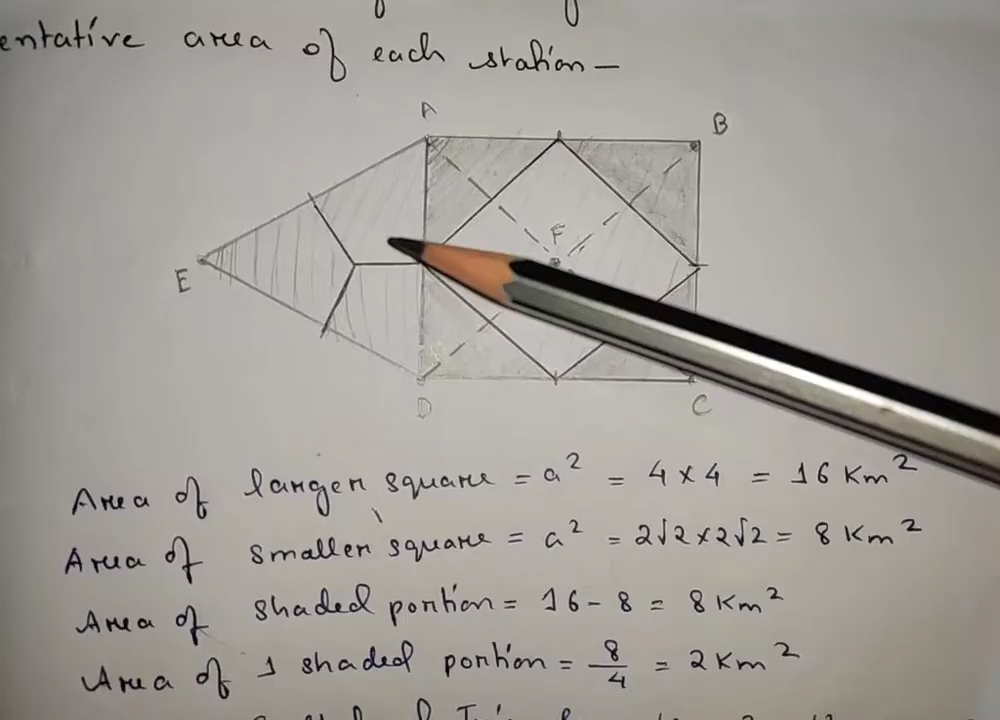 entative area of each station –
A
B
F
E
D
C
Area of larger square = a² = 4 × 4 = 16 Km²
Area of smaller square = a² = 2√2 × 2√2 = 8 Km²
Area of shaded portion = 16 - 8 = 8 Km²
Area of 1 shaded portion = 8/4 = 2 Km²